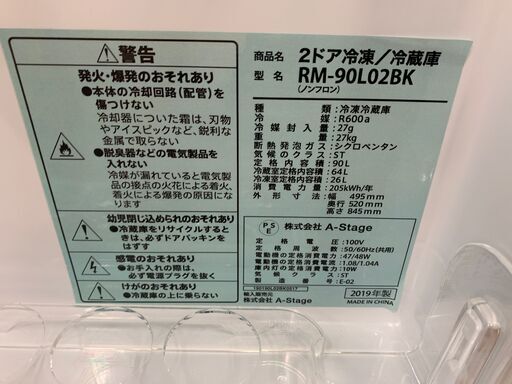 警告
発火・爆発のおそれあり
●本体の冷却回路(配管)を
傷つけない
冷却器についた霜は、刃物
やアイスピックなど、鋭利な
金属で取らない
●脱臭器などの電気製品を
入れない
冷媒が漏れていると、電気製
品の接点の火花による着火、
着火による爆発の原因に
なります
幼児閉じ込められのおそれあり
●冷蔵庫をリサイクルすると
きは、必ずドアパッキンを
はずす
感電のおそれあり
●お手入れの際は、
必ず電源プラグを抜く
けがのおそれあり
●冷蔵庫の上に乗らない
商品名 2ドア冷凍/冷蔵庫
型名 RM-90L02BK
(ノンフロン)
種類:冷凍冷蔵庫
冷媒:R600a
冷媒封入量:27g
重量:27kg
断熱発泡ガス:シクロペンタン
気候のクラス:ST
定格内容積:90L
冷蔵室定格内容積:64L
冷凍室定格内容積:26L
消費電力量:205kWh/年
外形寸法:幅 495mm
奥行 520mm
高さ 845mm
PSE 株式会社 A-Stage
定格電圧:100V
定格周波数:50/60Hz(共用)
電動機の定格消費電力:47/48W
電動機の定格消費電流:1.08/1.04A
庫内灯の定格消費電力:10W
気候クラス:ST
型番:E-02
190190L02BK0817
輸入販売元
株式会社 A-Stage
2019年製
MADE IN CHINA